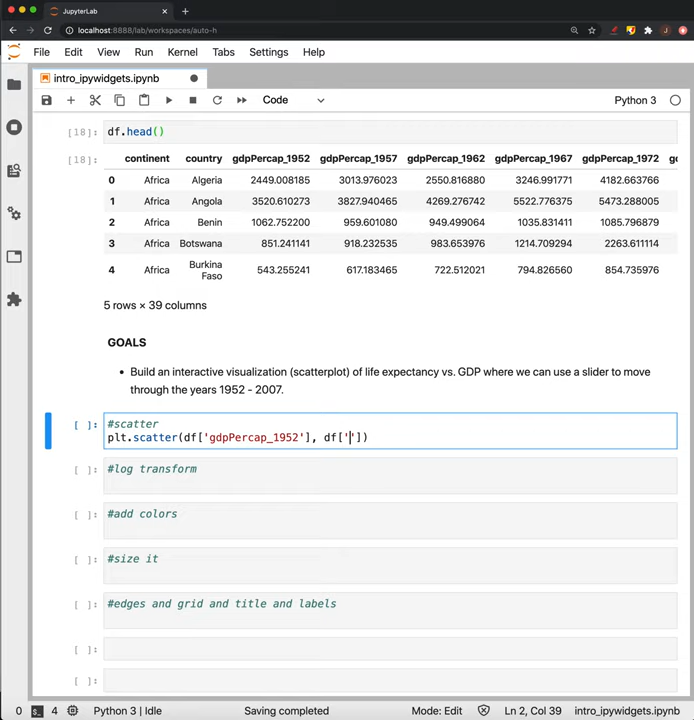 JupyterLab
localhost:8888/lab/workspaces/auto-h
File Edit View Run Kernel Tabs Settings Help
intro_ipywidgets.ipynb
Code Python 3
[18]: df.head()
[18]: continent country gdpPercap_1952 gdpPercap_1957 gdpPercap_1962 gdpPercap_1967 gdpPercap_1972
0 Africa Algeria 2449.008185 3013.976023 2550.816880 3246.991771 4182.663766
1 Africa Angola 3520.610273 3827.940465 4269.276742 5522.776375 5473.288005
2 Africa Benin 1062.752200 959.601080 949.499064 1035.831411 1085.796879
3 Africa Botswana 851.241141 918.232535 983.653976 1214.709294 2263.611114
4 Africa Burkina Faso 543.255241 617.183465 722.512021 794.826560 854.735976
5 rows × 39 columns
GOALS
• Build an interactive visualization (scatterplot) of life expectancy vs. GDP where we can use a slider to move
through the years 1952 - 2007.
[ ]: #scatter
plt.scatter(df['gdpPercap_1952'], df[''])
[ ]: #log transform
[ ]: #add colors
[ ]: #size it
[ ]: #edges and grid and title and labels
[ ]:
[ ]:
0 4 Python 3 | Idle Saving completed Mode: Edit Ln 2, Col 39 intro_ipywidgets.ipynb